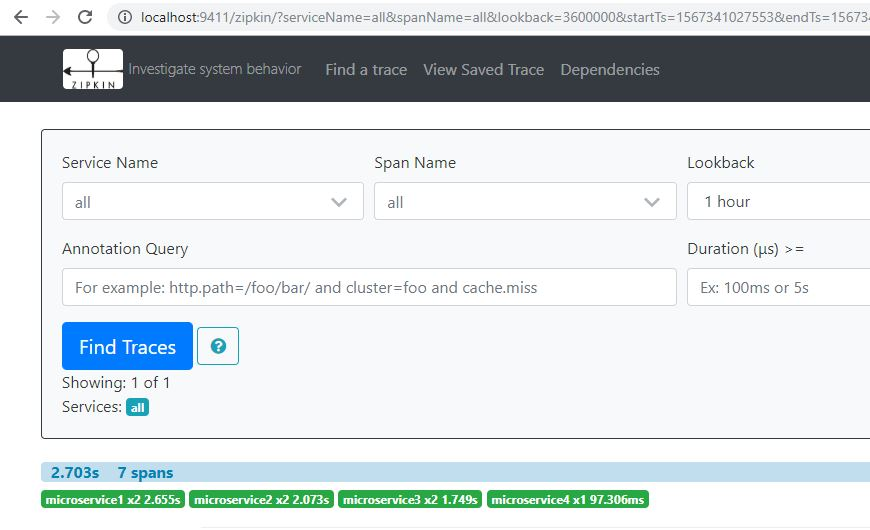 localhost:9411/zipkin/?serviceName=all&spanName=all&lookback=3600000&startTs=1567341027553&endTs=15673
ZIPKIN Investigate system behavior Find a trace View Saved Trace Dependencies
Service Name Span Name Lookback
all all 1 hour
Annotation Query Duration (μs) >=
For example: http.path=/foo/bar/ and cluster=foo and cache.miss Ex: 100ms or 5s
Find Traces ?
Showing: 1 of 1
Services: all
2.703s 7 spans
microservice1 x2 2.655s microservice2 x2 2.073s microservice3 x2 1.749s microservice4 x1 97.306ms